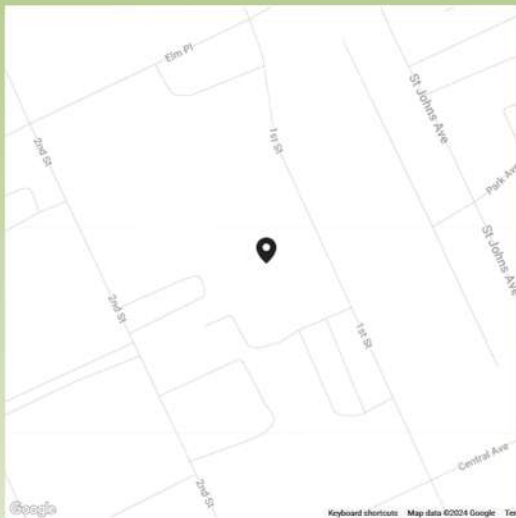 Elm Pl
St Johns Ave
1st St
2nd St
Park Ave
St Johns Ave
2nd St
1st St
Central Ave
2nd St
Google
Keyboard shortcuts Map data ©2024 Google Ter